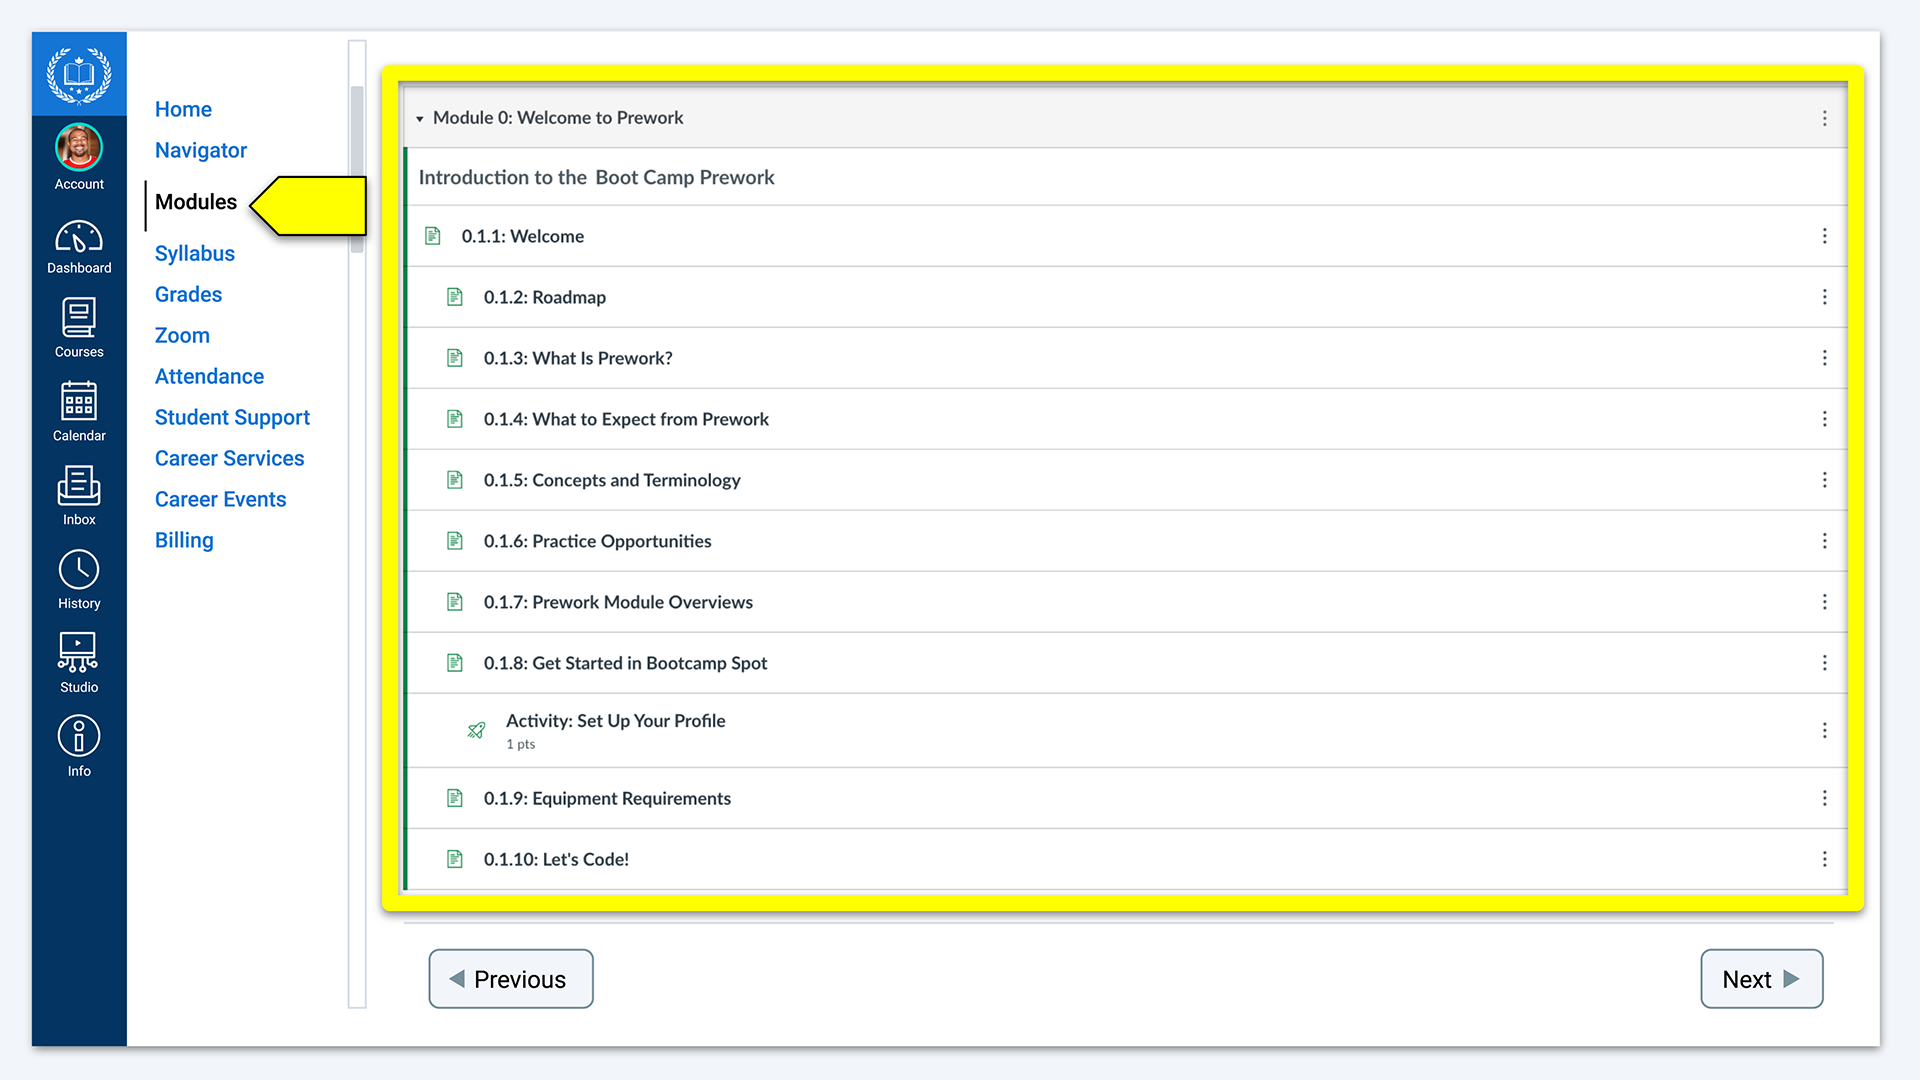 Account
Dashboard
Courses
Calendar
Inbox
History
Studio
Info
Home
Navigator
Modules
Syllabus
Grades
Zoom
Attendance
Student Support
Career Services
Career Events
Billing
Module 0: Welcome to Prework
Introduction to the Boot Camp Prework
0.1.1: Welcome
0.1.2: Roadmap
0.1.3: What Is Prework?
0.1.4: What to Expect from Prework
0.1.5: Concepts and Terminology
0.1.6: Practice Opportunities
0.1.7: Prework Module Overviews
0.1.8: Get Started in Bootcamp Spot
Activity: Set Up Your Profile
1 pts
0.1.9: Equipment Requirements
0.1.10: Let's Code!
Previous
Next